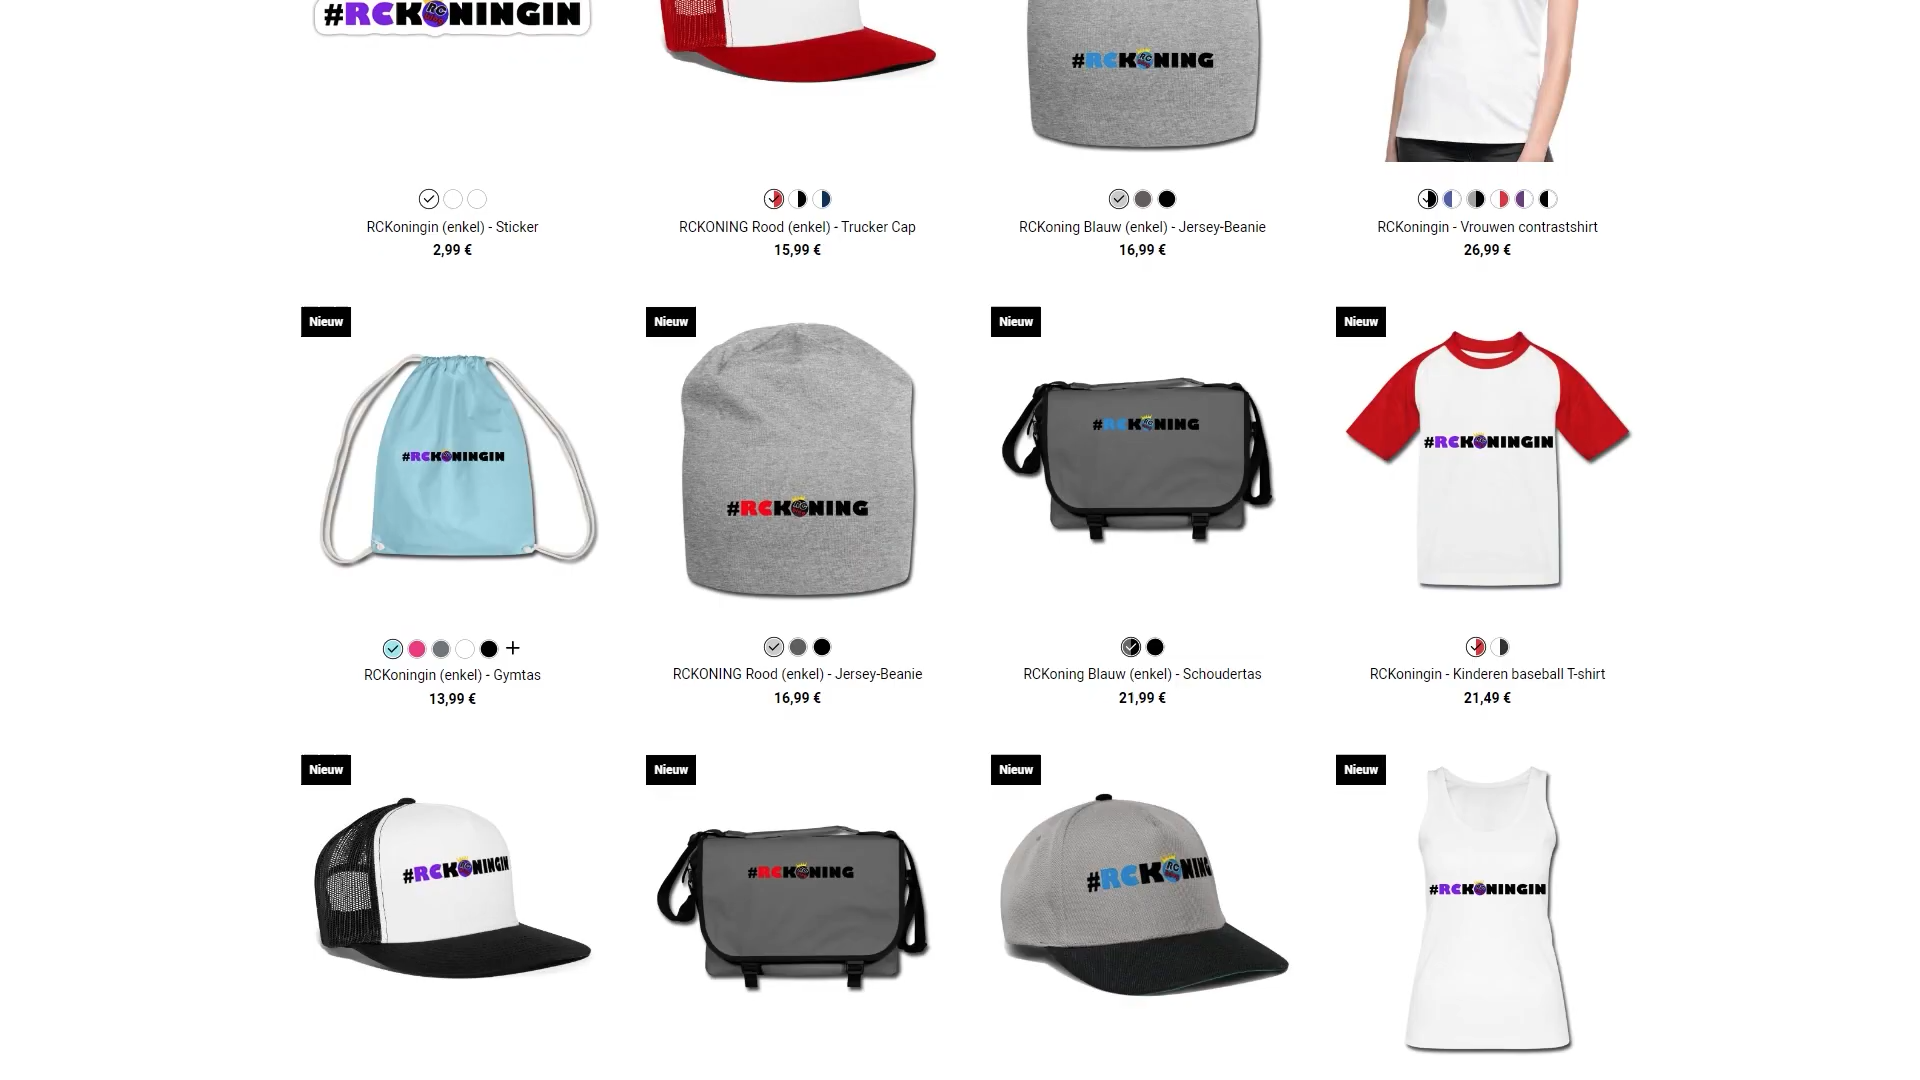 #RCKONINGIN
#RCKONING
RCKoningin (enkel) - Sticker
2,99 €
RCKONING Rood (enkel) - Trucker Cap
15,99 €
RCKoning Blauw (enkel) - Jersey-Beanie
16,99 €
RCKoningin - Vrouwen contrastshirt
26,99 €
Nieuw
#RCKONINGIN
Nieuw
#RCKONING
Nieuw
#RCKONING
Nieuw
#RCKONINGIN
RCKoningin (enkel) - Gymtas
13,99 €
RCKONING Rood (enkel) - Jersey-Beanie
16,99 €
RCKoning Blauw (enkel) - Schoudertas
21,99 €
RCKoningin - Kinderen baseball T-shirt
21,49 €
Nieuw
#RCKONINGIN
Nieuw
#RCKONING
Nieuw
#RCKONING
Nieuw
#RCKONINGIN